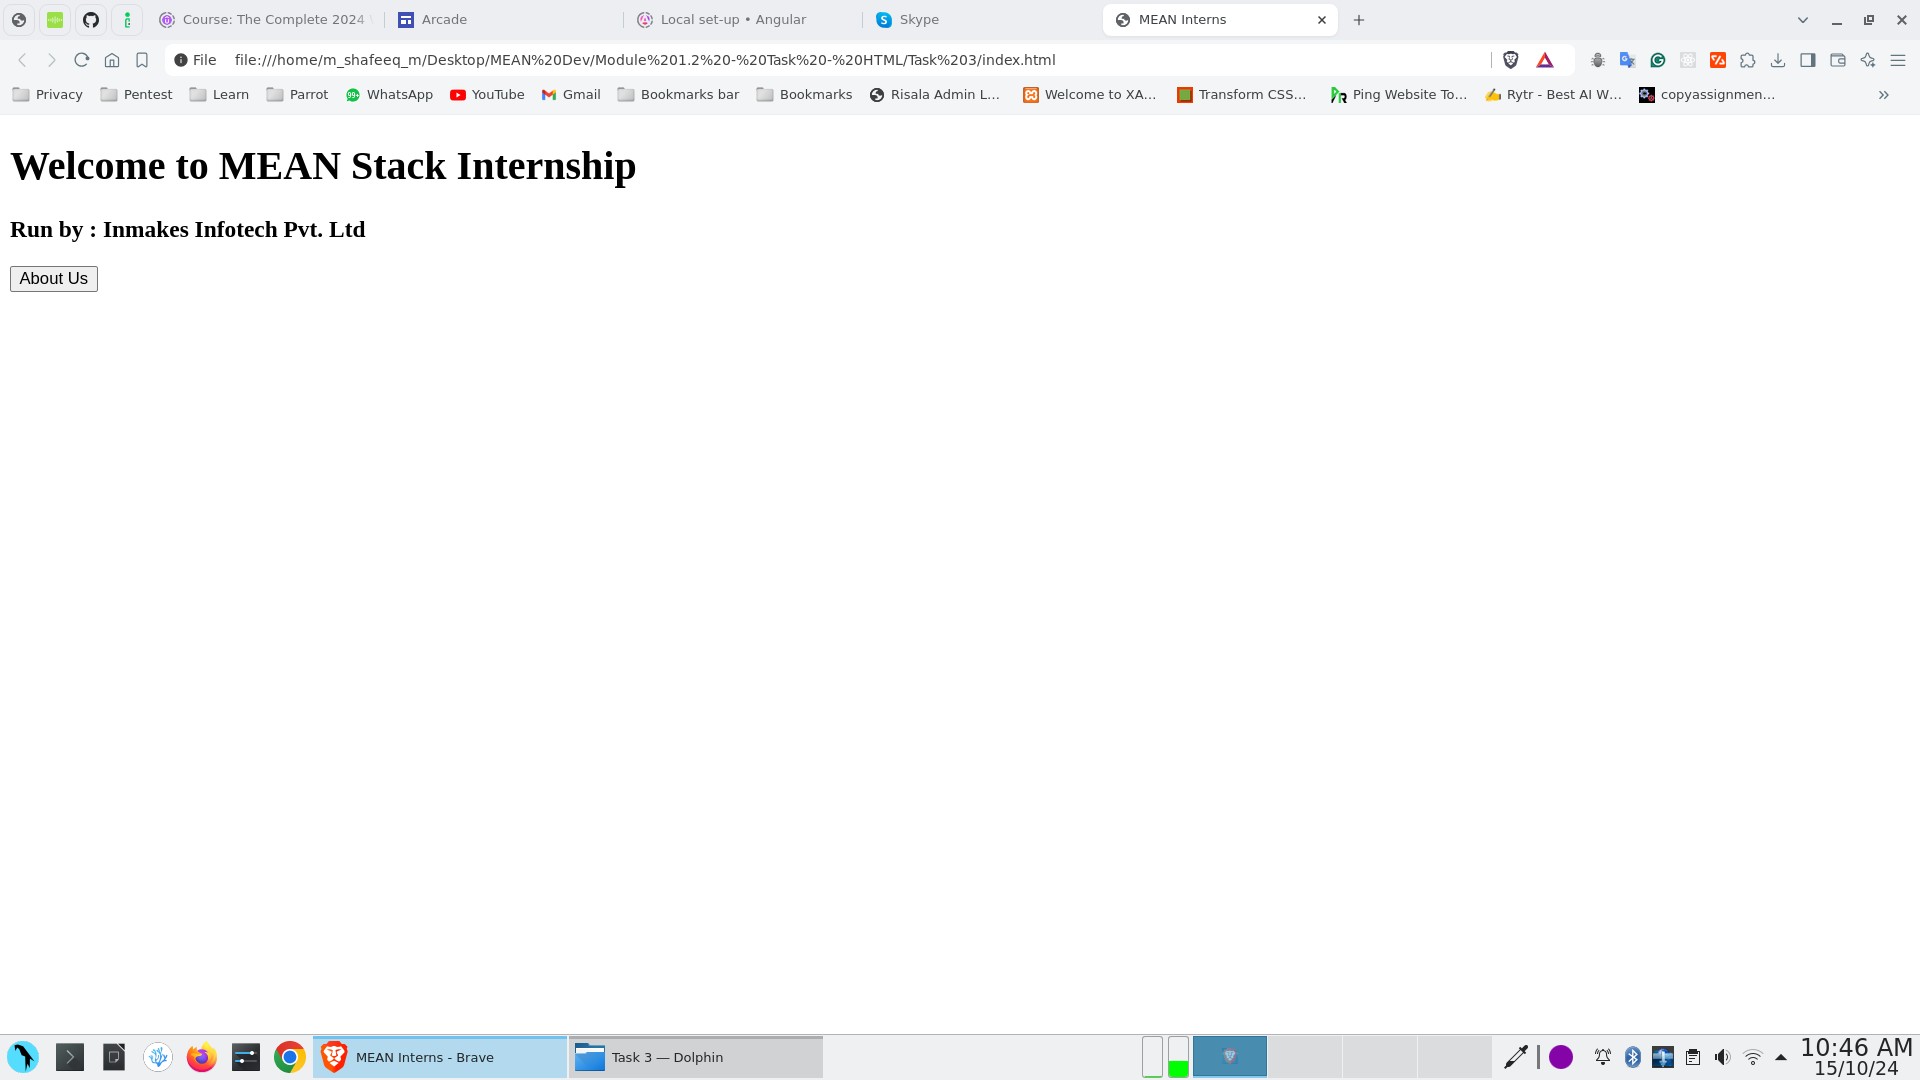 Course: The Complete 2024
Arcade
Local set-up • Angular
Skype
MEAN Interns
File
file:///home/m_shafeeq_m/Desktop/MEAN%20Dev/Module%201.2%20-%20Task%20-%20HTML/Task%203/index.html
Privacy
Pentest
Learn
Parrot
WhatsApp
YouTube
Gmail
Bookmarks bar
Bookmarks
Risala Admin L...
Welcome to XA...
Transform CSS...
Ping Website To...
Rytr - Best AI W...
copyassignmen...
Welcome to MEAN Stack Internship
Run by : Inmakes Infotech Pvt. Ltd
About Us
MEAN Interns - Brave
Task 3 — Dolphin
10:46 AM
15/10/24